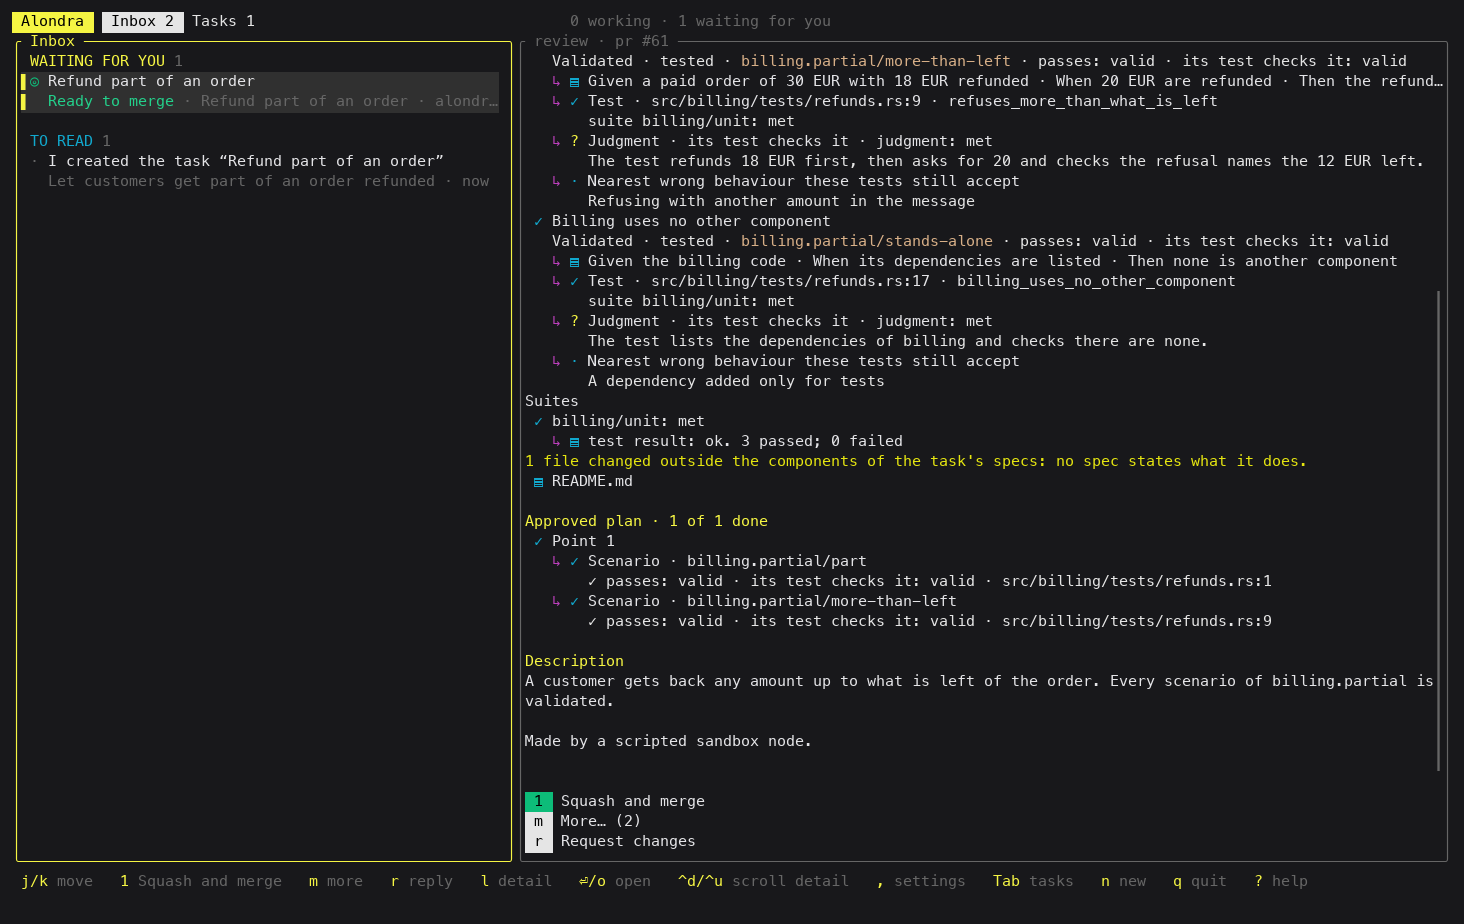 Alondra  Inbox 2  Tasks 1  0 working · 1 waiting for you
Inbox
WAITING FOR YOU 1
◎ Refund part of an order
Ready to merge · Refund part of an order · alondr…
TO READ 1
· I created the task “Refund part of an order”
Let customers get part of an order refunded · now
review · pr #61
Validated · tested · billing.partial/more-than-left · passes: valid · its test checks it: valid
↳ ▤ Given a paid order of 30 EUR with 18 EUR refunded · When 20 EUR are refunded · Then the refund…
↳ ✓ Test · src/billing/tests/refunds.rs:9 · refuses_more_than_what_is_left
suite billing/unit: met
↳ ? Judgment · its test checks it · judgment: met
The test refunds 18 EUR first, then asks for 20 and checks the refusal names the 12 EUR left.
↳ · Nearest wrong behaviour these tests still accept
Refusing with another amount in the message
✓ Billing uses no other component
Validated · tested · billing.partial/stands-alone · passes: valid · its test checks it: valid
↳ ▤ Given the billing code · When its dependencies are listed · Then none is another component
↳ ✓ Test · src/billing/tests/refunds.rs:17 · billing_uses_no_other_component
suite billing/unit: met
↳ ? Judgment · its test checks it · judgment: met
The test lists the dependencies of billing and checks there are none.
↳ · Nearest wrong behaviour these tests still accept
A dependency added only for tests
Suites
✓ billing/unit: met
↳ ▤ test result: ok. 3 passed; 0 failed
1 file changed outside the components of the task's specs: no spec states what it does.
▤ README.md
Approved plan · 1 of 1 done
✓ Point 1
↳ ✓ Scenario · billing.partial/part
✓ passes: valid · its test checks it: valid · src/billing/tests/refunds.rs:1
↳ ✓ Scenario · billing.partial/more-than-left
✓ passes: valid · its test checks it: valid · src/billing/tests/refunds.rs:9
Description
A customer gets back any amount up to what is left of the order. Every scenario of billing.partial is
validated.
Made by a scripted sandbox node.
1 Squash and merge
m More… (2)
r Request changes
j/k move  1 Squash and merge  m more  r reply  l detail  ⏎/o open  ^d/^u scroll detail  , settings  Tab tasks  n new  q quit  ? help